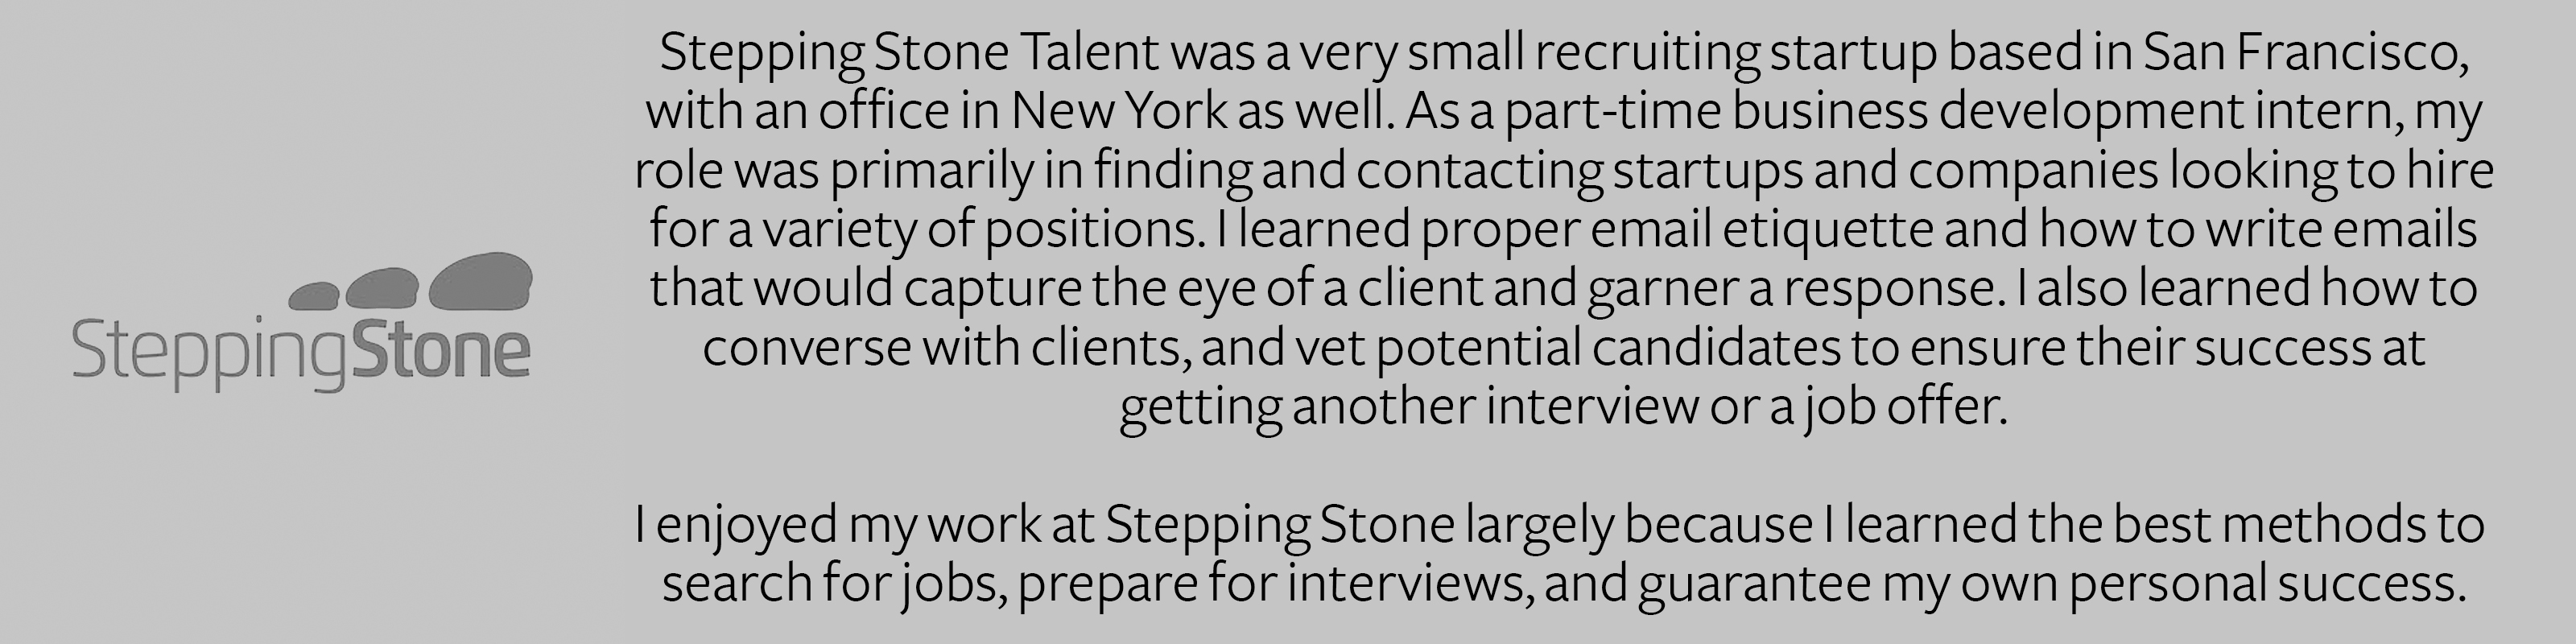 SteppingStone
Stepping Stone Talent was a very small recruiting startup based in San Francisco,
with an office in New York as well. As a part-time business development intern, my
role was primarily in finding and contacting startups and companies looking to hire
for a variety of positions. I learned proper email etiquette and how to write emails
that would capture the eye of a client and garner a response. I also learned how to
converse with clients, and vet potential candidates to ensure their success at
getting another interview or a job offer.
I enjoyed my work at Stepping Stone largely because I learned the best methods to
search for jobs, prepare for interviews, and guarantee my own personal success.